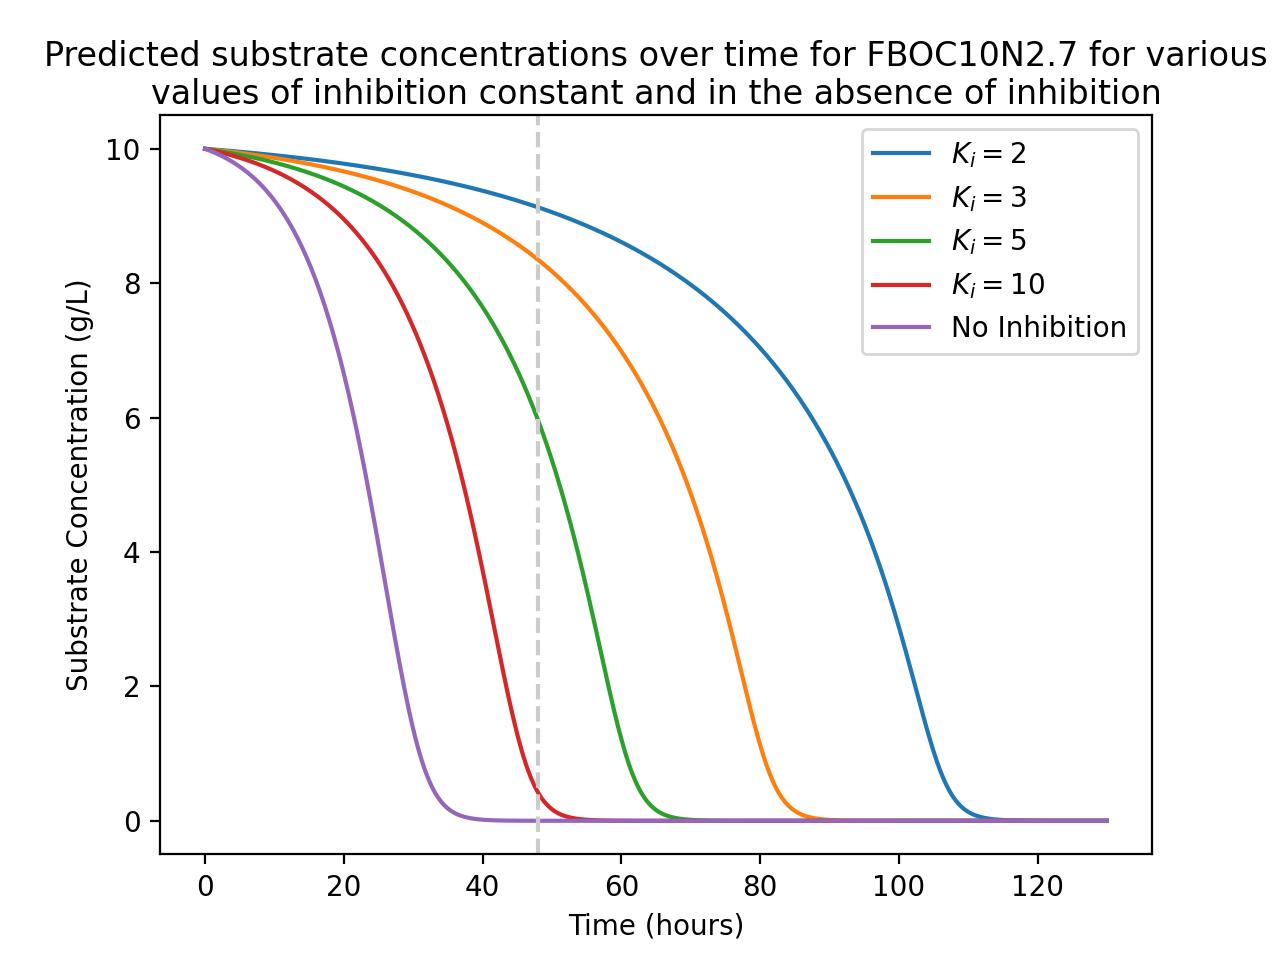 Predicted substrate concentrations over time for FBOC10N2.7 for various
values of inhibition constant and in the absence of inhibition
10
8
6
4
2
0
Substrate Concentration (g/L)
K_i = 2
K_i = 3
K_i = 5
K_i = 10
No Inhibition
0 20 40 60 80 100 120
Time (hours)